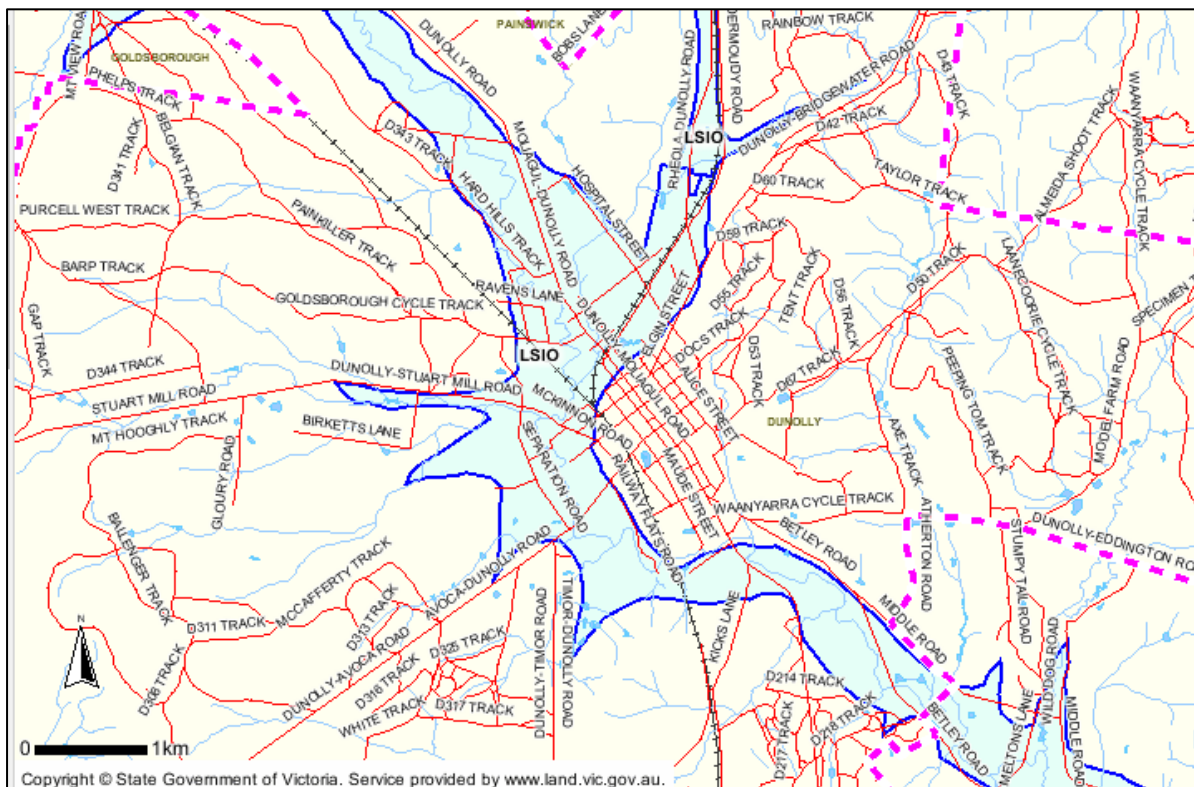 PAINSWICK
RAINBOW TRACK
DERMOUDY ROAD
BOBS LANE
MT VIEW ROAD
GOLDSBOROUGH
DUNOLLY ROAD
DUNOLLY-BRIDGEWATER ROAD
D43 TRACK
WAANYARRA CYCLE TRACK
PHELPS TRACK
BELGIAN TRACK
D341 TRACK
D343 TRACK
MOLIAGUL-DUNOLLY ROAD
RHEOLA-DUNOLLY ROAD
LSIO
D42 TRACK
ALMEIDA SHOOT TRACK
HOSPITAL STREET
D60 TRACK
TAYLOR TRACK
PURCELL WEST TRACK
PAINKILLER TRACK
HARD HILLS TRACK
D59 TRACK
BARP TRACK
RAVENS LANE
GOLDSBOROUGH CYCLE TRACK
D55 TRACK
TENT TRACK
D56 TRACK
D50 TRACK
LAANECOORIE CYCLE TRACK
SPECIMEN T
GAP TRACK
DUNOLLY-MOLIAGUL ROAD
ELGIN STREET
DOCS TRACK
D53 TRACK
LSIO
D344 TRACK
DUNOLLY-STUART MILL ROAD
ALICE STREET
D67 TRACK
PEEPING TOM TRACK
MODEL FARM ROAD
STUART MILL ROAD
MT HOOGHLY TRACK
BIRKETTS LANE
MCKINNON ROAD
DUNOLLY
AXE TRACK
GLOURY ROAD
SEPARATION ROAD
RAILWAY FLATS ROAD
MAUDE STREET
WAANYARRA CYCLE TRACK
BALLENGER TRACK
BETLEY ROAD
ATHERTON ROAD
STUMPY TAIL ROAD
DUNOLLY-EDDINGTON RO
MCCAFFERTY TRACK
AVOCA-DUNOLLY-ROAD
D311 TRACK
D313 TRACK
TIMOR-DUNOLLY ROAD
DUNOLLY-TIMOR ROAD
KICKS LANE
MIDDLE ROAD
N
D308 TRACK
DUNOLLY-AVOCA ROAD
D325 TRACK
D316 TRACK
D317 TRACK
WHITE TRACK
D214 TRACK
D218 TRACK
D277 TRACK
BETLEY ROAD
MELTONS LANE
WILD DOG ROAD
MIDDLE ROAD
0 1km
Copyright © State Government of Victoria. Service provided by www.land.vic.gov.au.